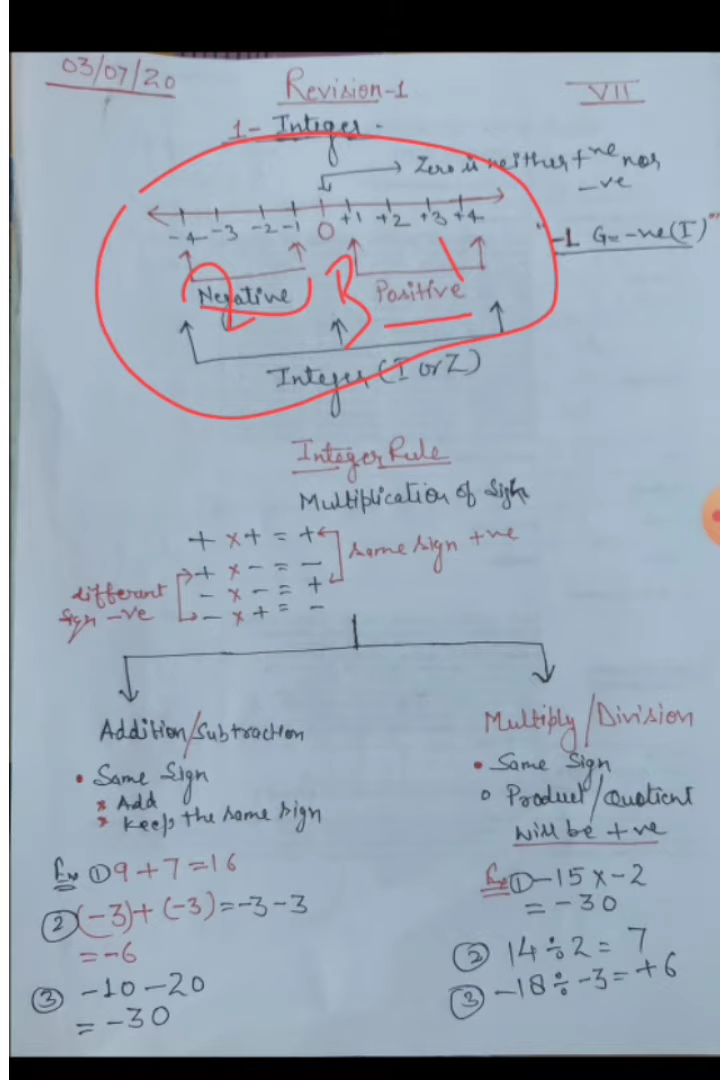 03/07/20
Revision-1
VII
1- Integer -
Zero is neither +ne nor
-ve
-4 -3 -2 -1 0 +1 +2 +3 +4
"-1 G= -ne(I)"
Negative
Positive
Integer (I or Z)
Integer Rule
Multiplication of Sign
+ x + = +
same sign +ve
+ x - = -
different
sign -ve
- x - = +
- x + = -
Addition/Subtraction
• Same Sign
* Add
* Keep the same sign
Ex ① 9 + 7 = 16
② (-3) + (-3) = -3 - 3
= -6
③ -10 - 20
= -30
Multiply/Division
• Same Sign
o Product/Quotient
will be +ve
Ex ① -15 x -2
= -30
② 14 ÷ 2 = 7
③ -18 ÷ -3 = +6